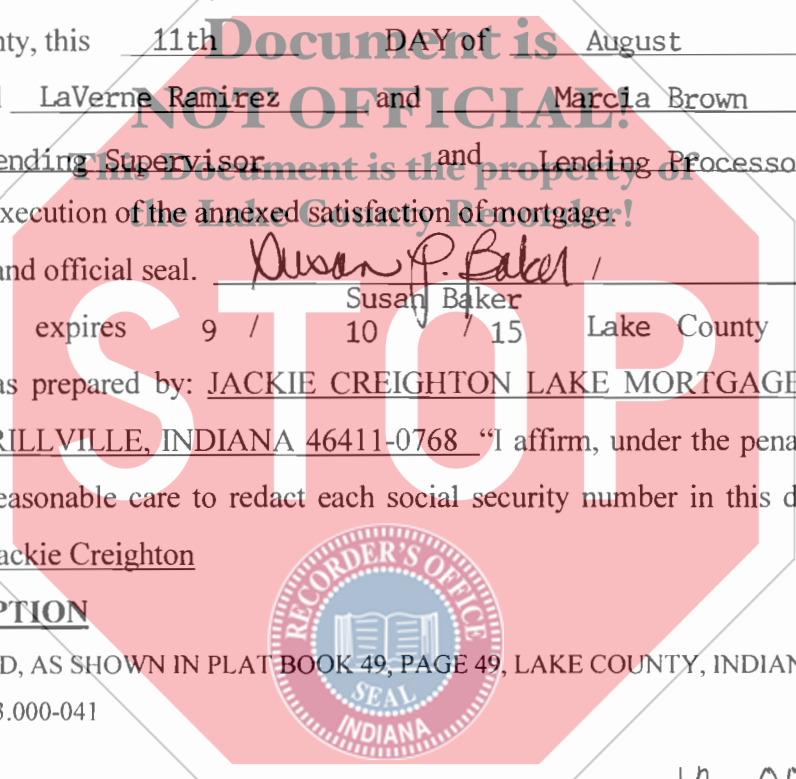 nty, this 11th DAY of August
Document is
LaVerne Ramirez and Marcia Brown
NOT OFFICIAL!
ending Supervisor and Lending Processo
This Document is the property of
xecution of the annexed satisfaction of mortgage.
the Lake County Recorder!
and official seal. Susan J. Baker
Susan Baker
expires 9 / 10 / 15 Lake County
STOP
as prepared by: JACKIE CREIGHTON LAKE MORTGAGE
RILLVILLE, INDIANA 46411-0768 “I affirm, under the pena
easonable care to redact each social security number in this d
ackie Creighton
RECORDER'S OFFICE
PTION
D, AS SHOWN IN PLAT BOOK 49, PAGE 49, LAKE COUNTY, INDIAN
3.000-041
SEAL
INDIANA